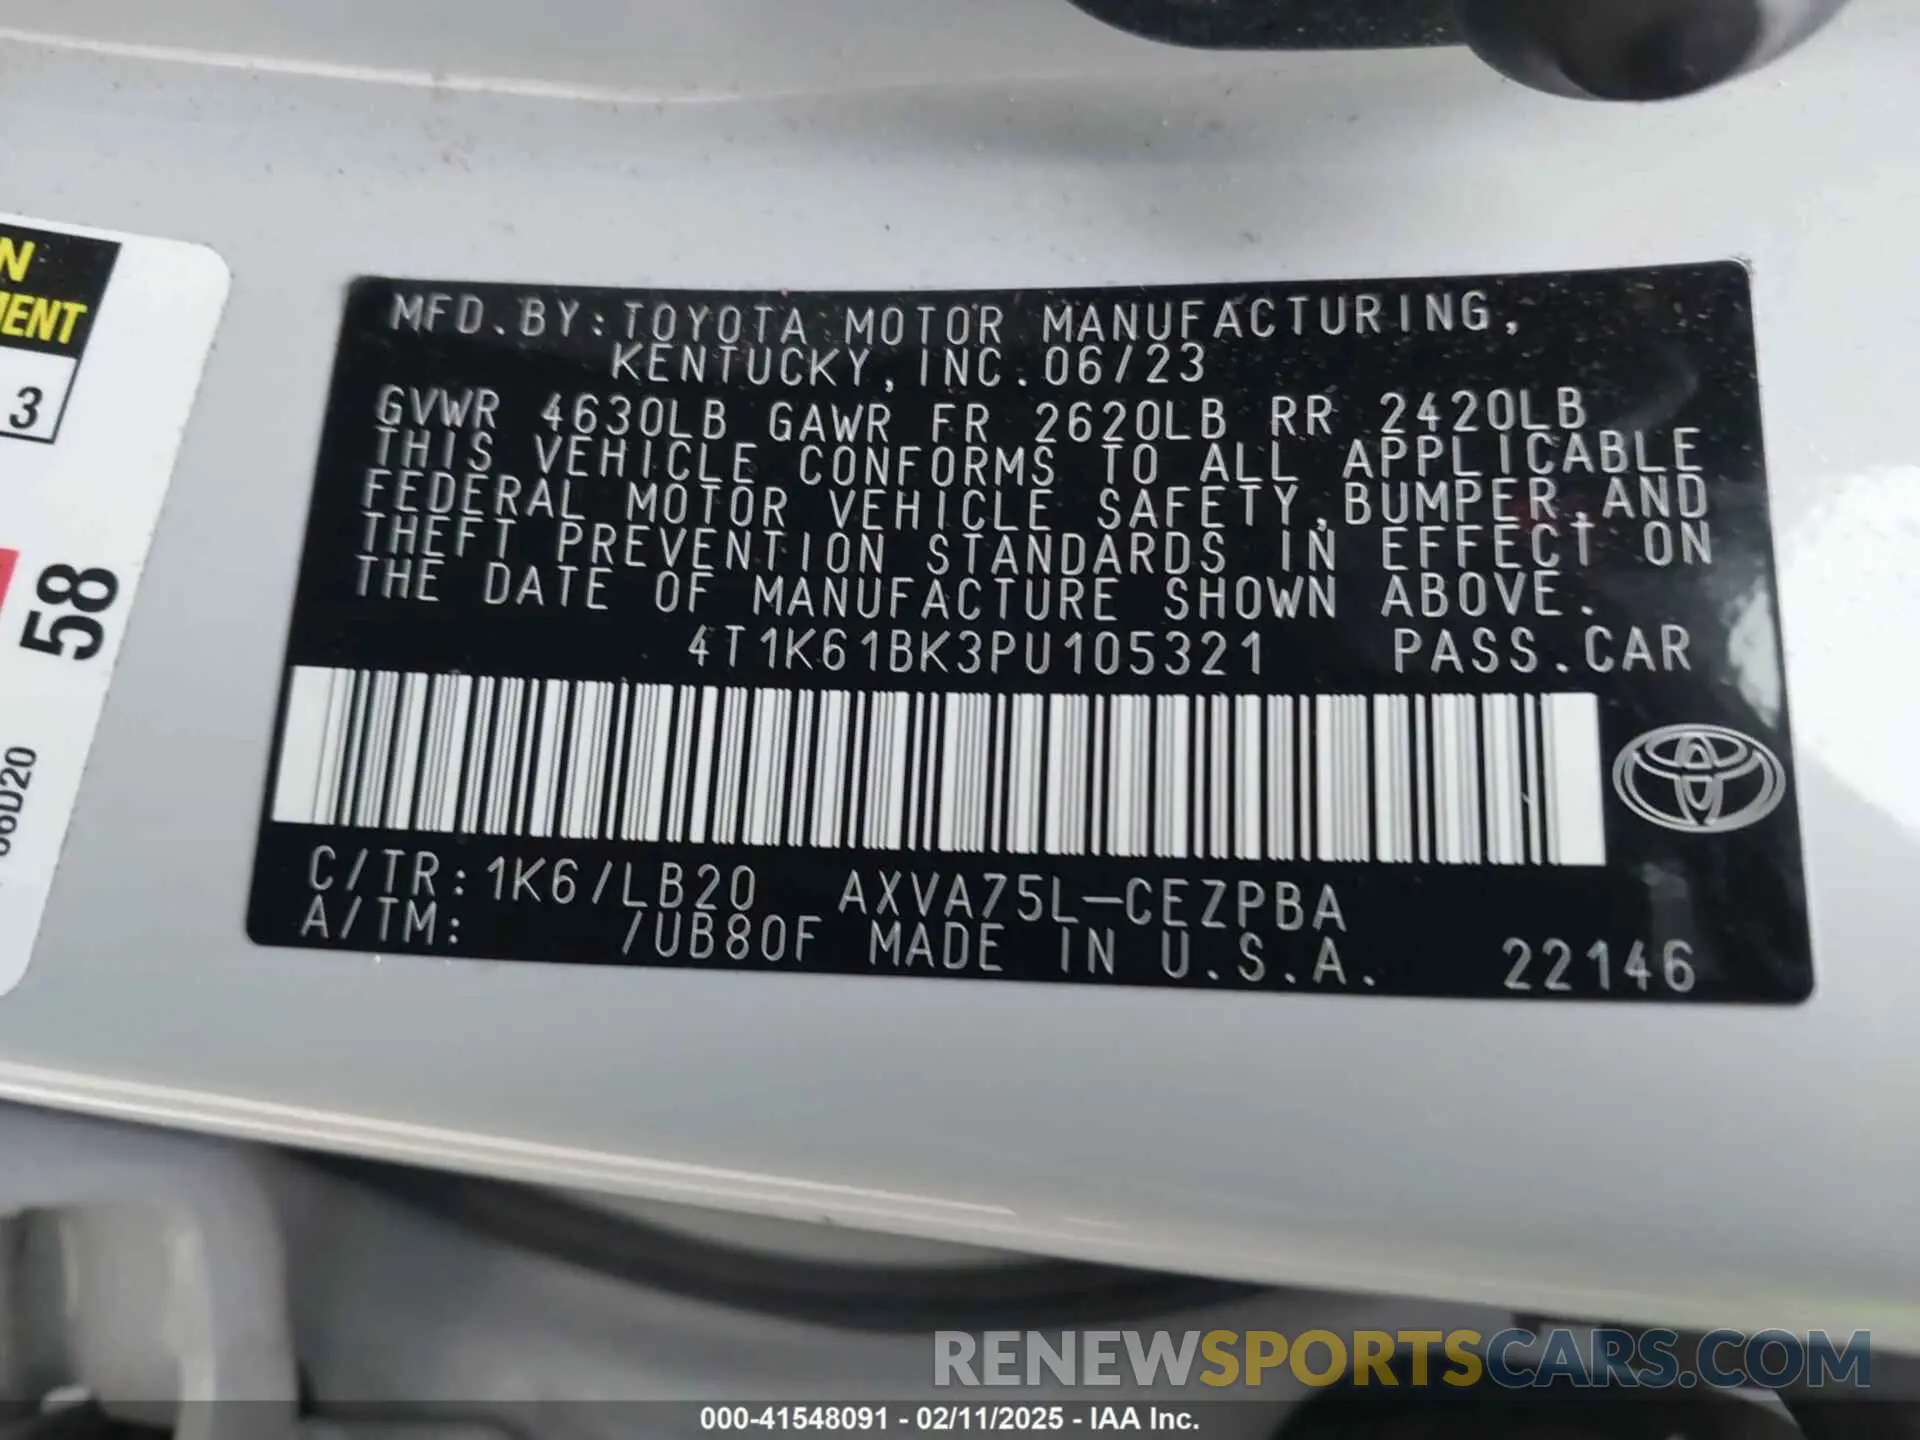 N
MENT
3
58
06D20
MFD.BY:TOYOTA MOTOR MANUFACTURING,
KENTUCKY,INC.06/23
GVWR 4630LB GAWR FR 2620LB RR 2420LB
THIS VEHICLE CONFORMS TO ALL APPLICABLE
FEDERAL MOTOR VEHICLE SAFETY,BUMPER,AND
THEFT PREVENTION STANDARDS IN EFFECT ON
THE DATE OF MANUFACTURE SHOWN ABOVE.
4T1K61BK3PU105321 PASS.CAR
C/TR:1K6/LB20 AXVA75L-CEZPBA
A/TM: /UB80F MADE IN U.S.A. 22146
RENEWSPORTSCARS.COM
000-41548091 - 02/11/2025 - IAA Inc.